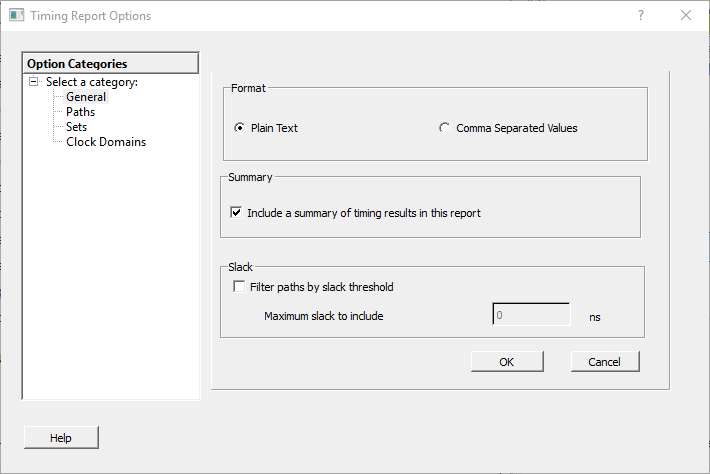 Timing Report Options
?
Option Categories
Select a category:
General
Paths
Sets
Clock Domains
Format
Plain Text
Comma Separated Values
Summary
Include a summary of timing results in this report
Slack
Filter paths by slack threshold
Maximum slack to include
0
ns
OK
Cancel
Help